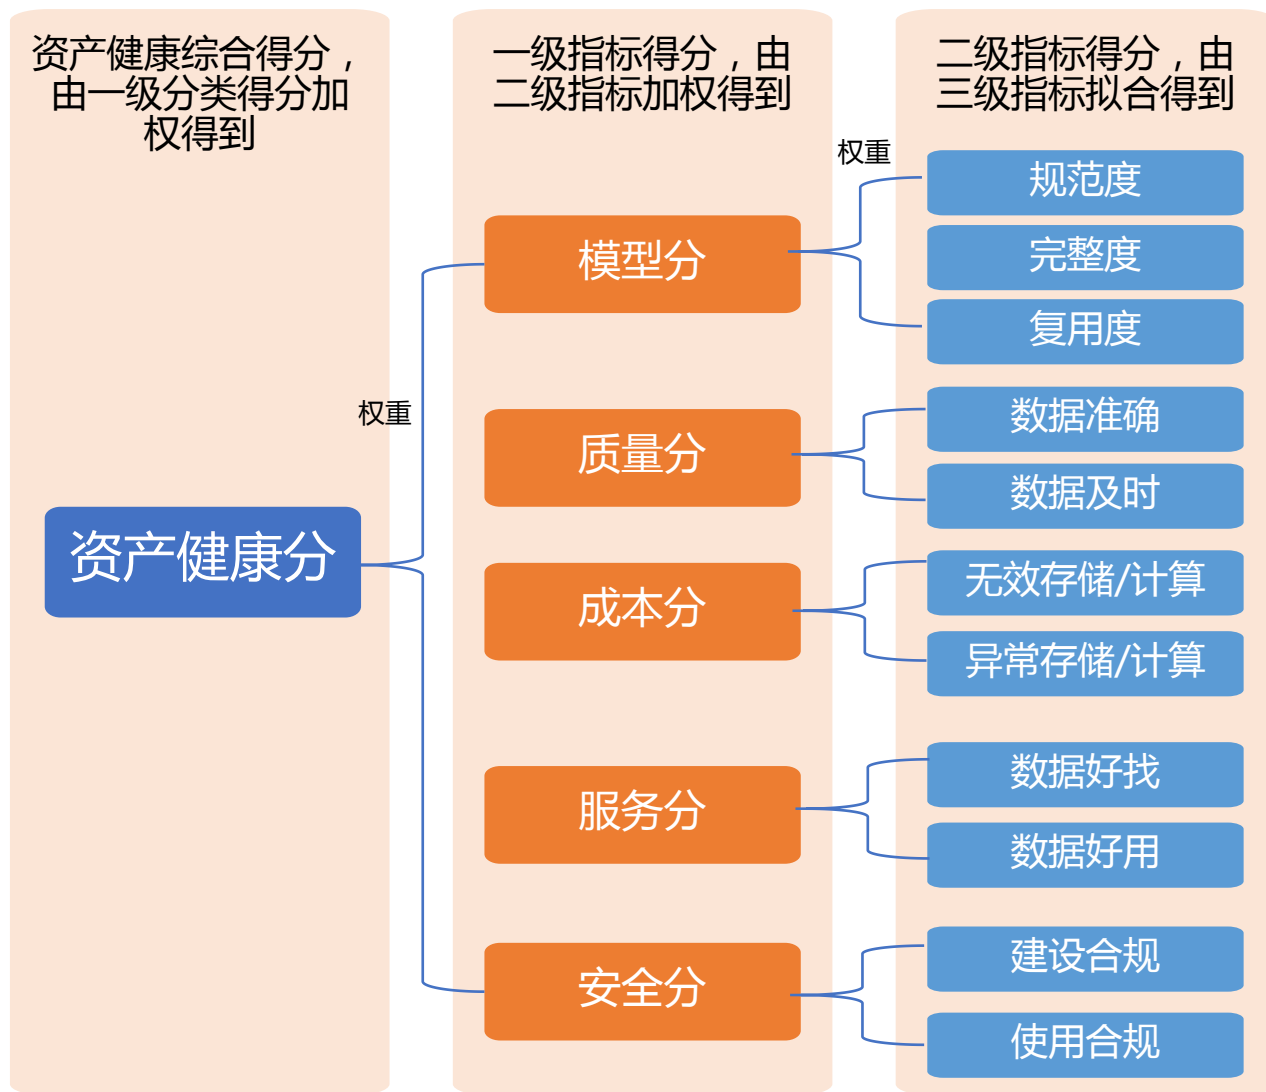 资产健康综合得分，
由一级分类得分加
权得到
一级指标得分，由
二级指标加权得到
二级指标得分，由
三级指标拟合得到
权重
规范度
完整度
复用度
模型分
权重
数据准确
数据及时
质量分
资产健康分
无效存储/计算
异常存储/计算
成本分
数据好找
数据好用
服务分
建设合规
使用合规
安全分